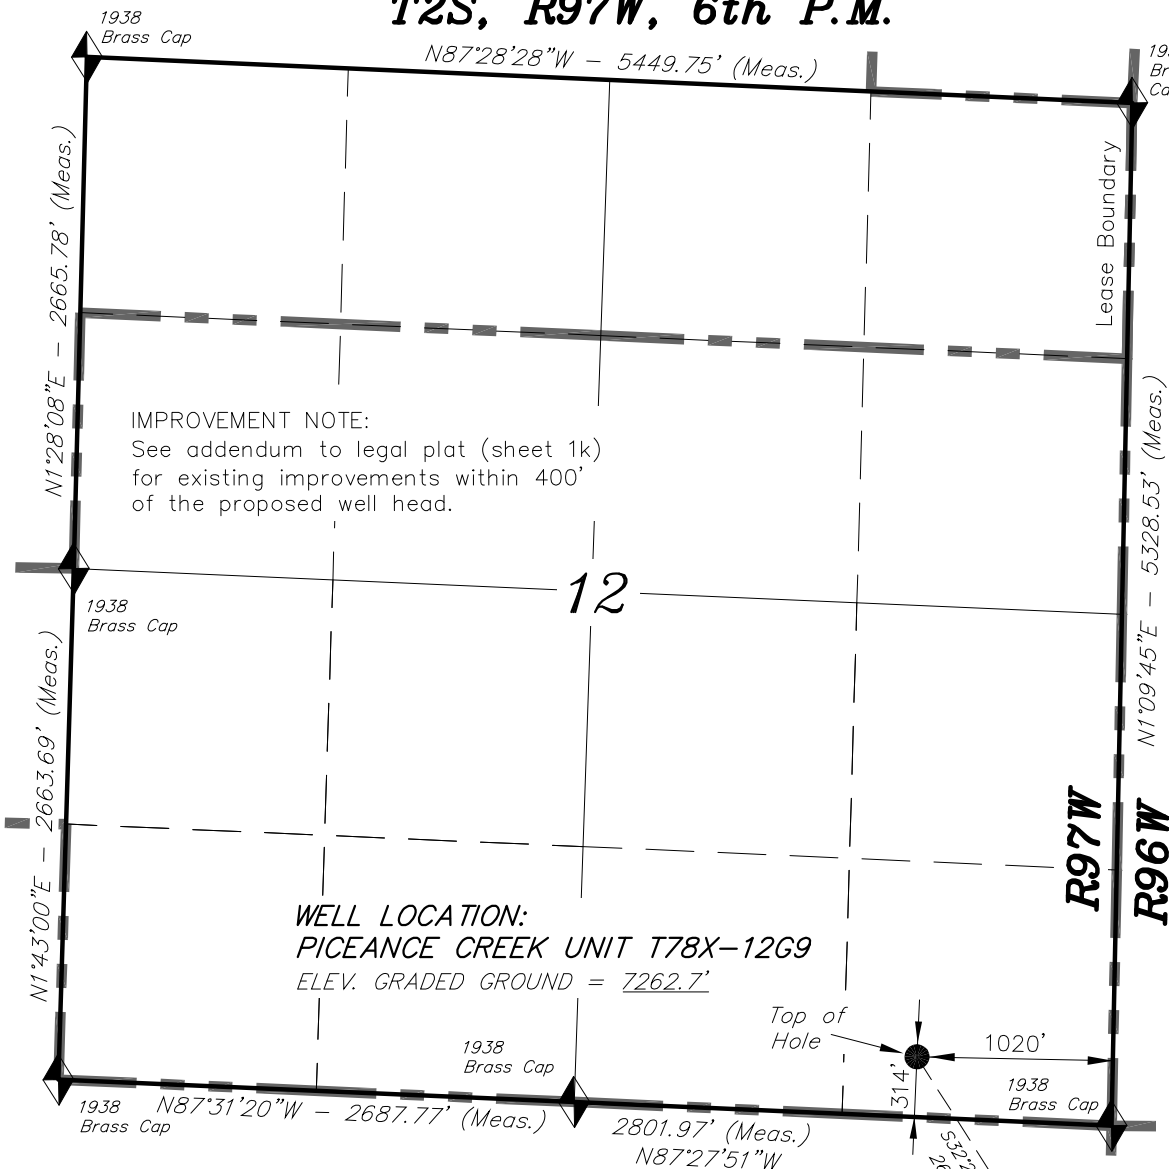 T2S, R97W, 6th P.M.
1938
Brass Cap
N87°28'28"W - 5449.75' (Meas.)
N1°28'08"E - 2665.78' (Meas.)
Lease Boundary
IMPROVEMENT NOTE:
See addendum to legal plat (sheet 1k)
for existing improvements within 400'
of the proposed well head.
N1°09'45"E - 5328.53' (Meas.)
12
1938
Brass Cap
N1°43'00"E - 2663.69' (Meas.)
R97W
R96W
WELL LOCATION:
PICEANCE CREEK UNIT T78X-12G9
ELEV. GRADED GROUND = 7262.7'
Top of
Hole
1020'
314'
1938
Brass Cap
1938
Brass Cap
1938
Brass Cap
N87°31'20"W - 2687.77' (Meas.)
2801.97' (Meas.)
N87°27'51"W